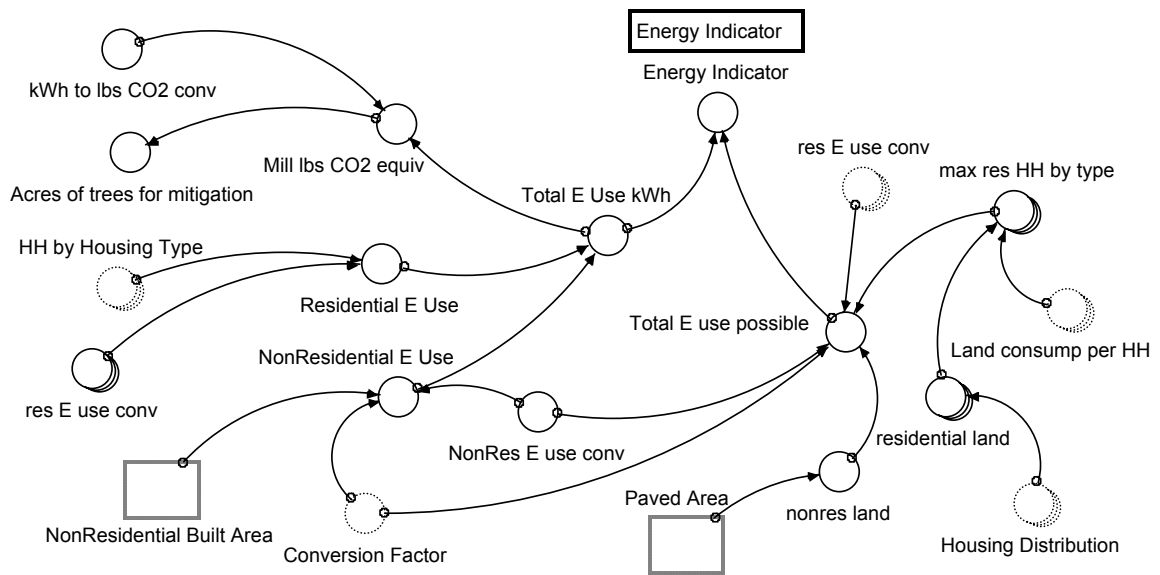 Energy Indicator
Energy Indicator
kWh to lbs CO2 conv
res E use conv
Mill lbs CO2 equiv
max res HH by type
Acres of trees for mitigation
Total E Use kWh
HH by Housing Type
Residential E Use
Total E use possible
Land consump per HH
NonResidential E Use
res E use conv
residential land
NonRes E use conv
Paved Area
nonres land
NonResidential Built Area
Conversion Factor
Housing Distribution